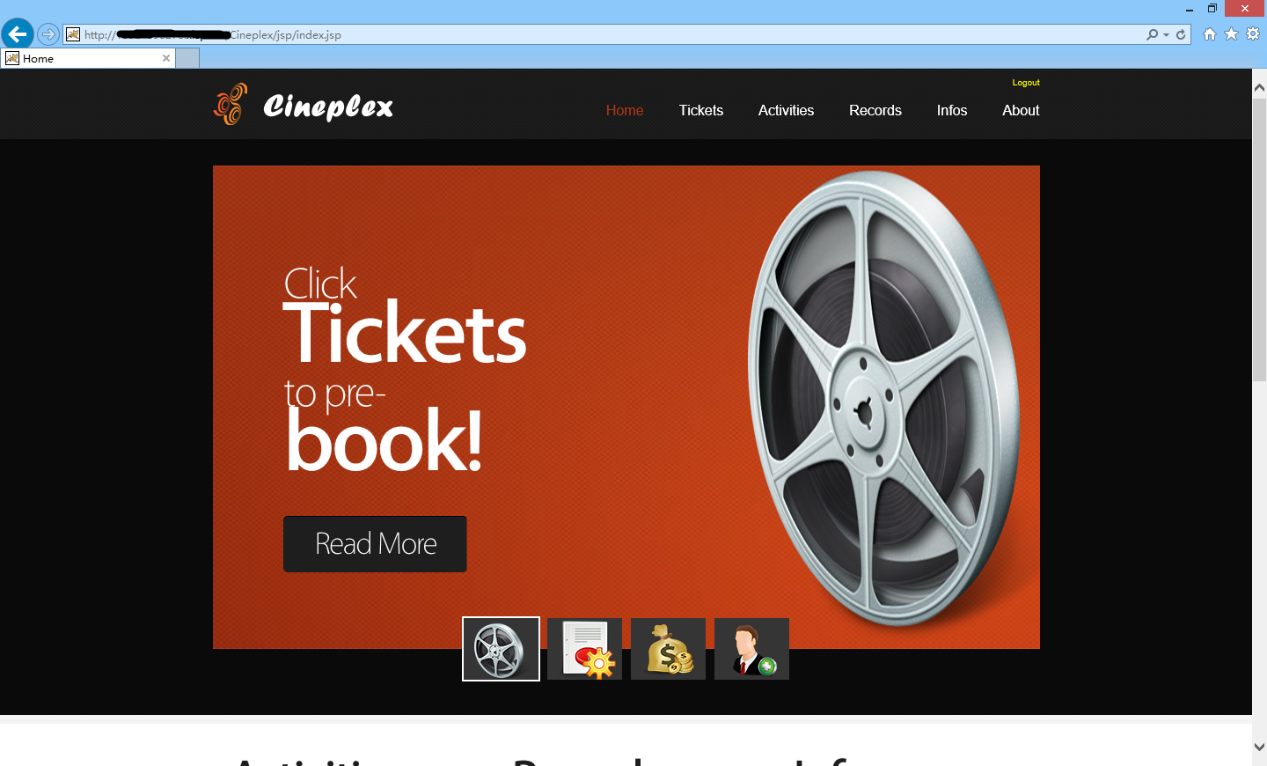 http:// Cineplex/jsp/index.jsp
Home
Logout
Cineplex
Home Tickets Activities Records Infos About
Click
Tickets
to pre-
book!
Read More
$